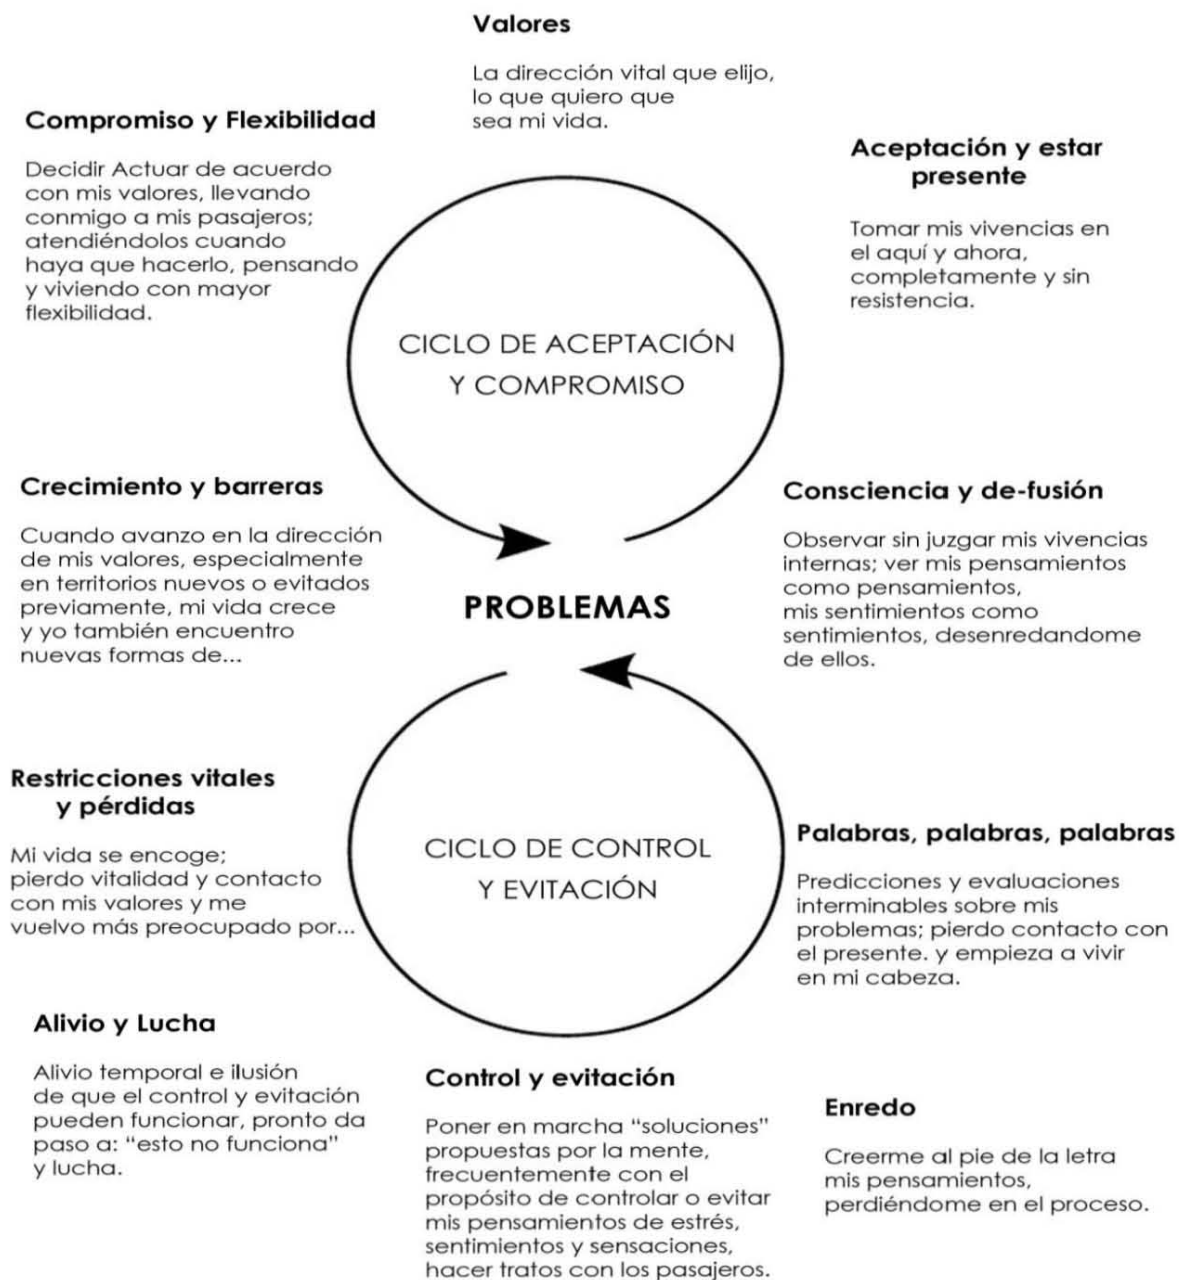 Valores
La dirección vital que elijo,
lo que quiero que
sea mi vida.
Compromiso y Flexibilidad
Decidir Actuar de acuerdo
con mis valores, llevando
conmigo a mis pasajeros;
atendiéndolos cuando
haya que hacerlo, pensando
y viviendo con mayor
flexibilidad.
Aceptación y estar
presente
Tomar mis vivencias en
el aquí y ahora,
completamente y sin
resistencia.
CICLO DE ACEPTACIÓN
Y COMPROMISO
Crecimiento y barreras
Cuando avanzo en la dirección
de mis valores, especialmente
en territorios nuevos o evitados
previamente, mi vida crece
y yo también encuentro
nuevas formas de...
Consciencia y de-fusión
Observar sin juzgar mis vivencias
internas; ver mis pensamientos
como pensamientos,
mis sentimientos como
sentimientos, desenredandome
de ellos.
PROBLEMAS
Restricciones vitales
y pérdidas
Mi vida se encoge;
pierdo vitalidad y contacto
con mis valores y me
vuelvo más preocupado por...
CICLO DE CONTROL
Y EVITACIÓN
Palabras, palabras, palabras
Predicciones y evaluaciones
interminables sobre mis
problemas; pierdo contacto con
el presente. y empieza a vivir
en mi cabeza.
Alivio y Lucha
Alivio temporal e ilusión
de que el control y evitación
pueden funcionar, pronto da
paso a: “esto no funciona”
y lucha.
Control y evitación
Poner en marcha “soluciones”
propuestas por la mente,
frecuentemente con el
propósito de controlar o evitar
mis pensamientos de estrés,
sentimientos y sensaciones,
hacer tratos con los pasajeros.
Enredo
Creerme al pie de la letra
mis pensamientos,
perdiéndome en el proceso.